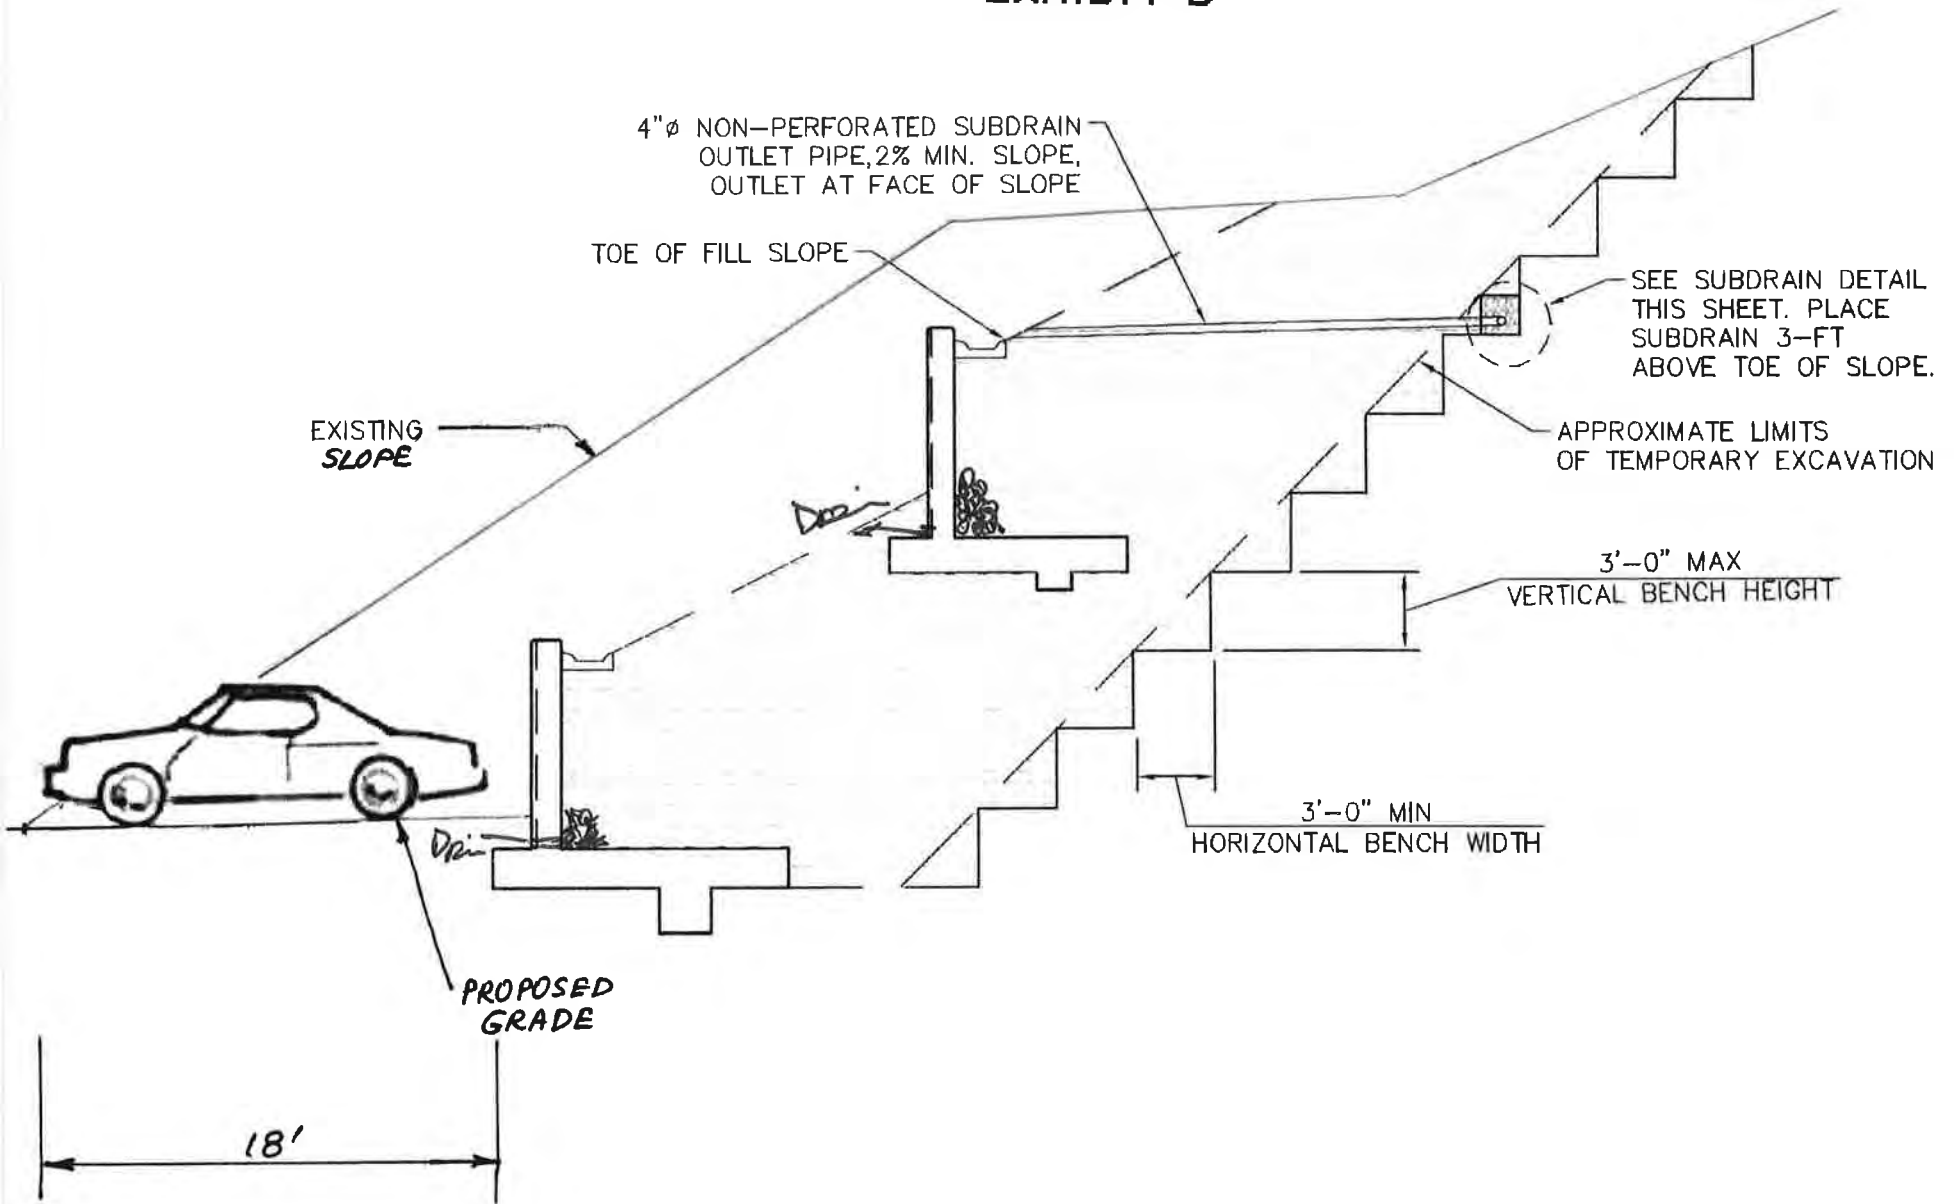 4"ø NON-PERFORATED SUBDRAIN
OUTLET PIPE, 2% MIN. SLOPE,
OUTLET AT FACE OF SLOPE
TOE OF FILL SLOPE
SEE SUBDRAIN DETAIL
THIS SHEET. PLACE
SUBDRAIN 3-FT
ABOVE TOE OF SLOPE.
EXISTING
SLOPE
APPROXIMATE LIMITS
OF TEMPORARY EXCAVATION
3'-0" MAX
VERTICAL BENCH HEIGHT
3'-0" MIN
HORIZONTAL BENCH WIDTH
PROPOSED
GRADE
18'